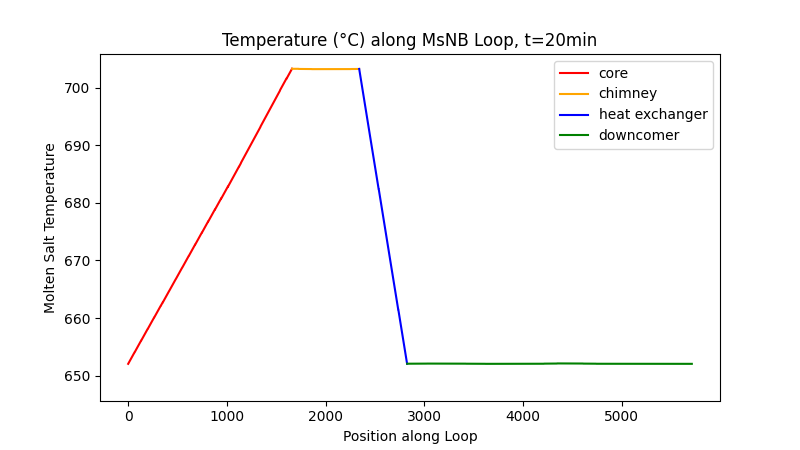 Temperature (°C) along MsNB Loop, t=20min
core
chimney
heat exchanger
downcomer
Molten Salt Temperature
700
690
680
670
660
650
0 1000 2000 3000 4000 5000
Position along Loop